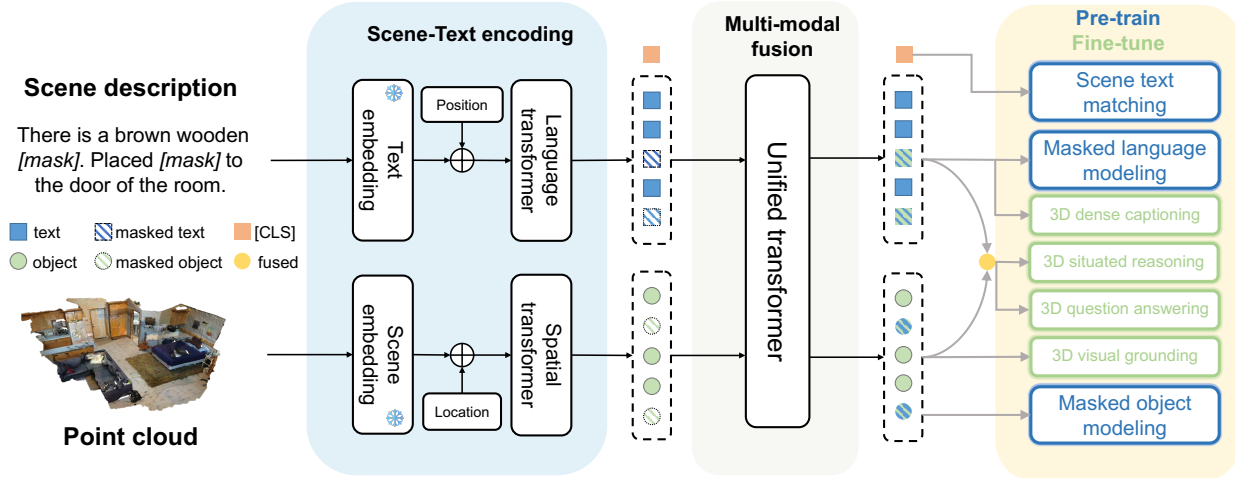 Scene description
There is a brown wooden
[mask]. Placed [mask] to
the door of the room.
text
masked text
[CLS]
object
masked object
fused
Point cloud
Scene-Text encoding
Text
embedding
Position
Language
transformer
Scene
embedding
Location
Spatial
transformer
Multi-modal
fusion
Unified transformer
Pre-train
Fine-tune
Scene text
matching
Masked language
modeling
3D dense captioning
3D situated reasoning
3D question answering
3D visual grounding
Masked object
modeling